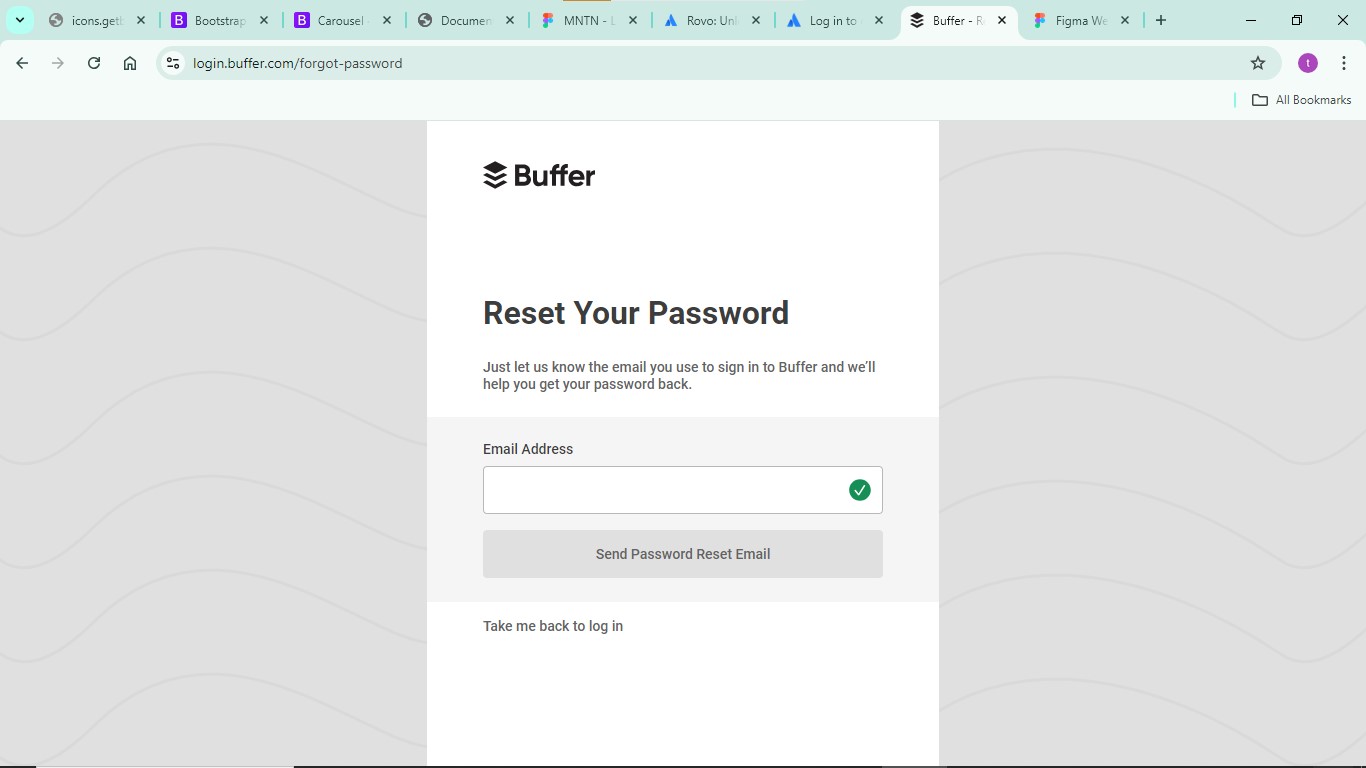 icons.getb
Bootstrap
Carousel
Documen
MNTN - L
Rovo: Unl
Log in to
Buffer - R
Figma We
login.buffer.com/forgot-password
t
All Bookmarks
Buffer
Reset Your Password
Just let us know the email you use to sign in to Buffer and we’ll
help you get your password back.
Email Address
Send Password Reset Email
Take me back to log in